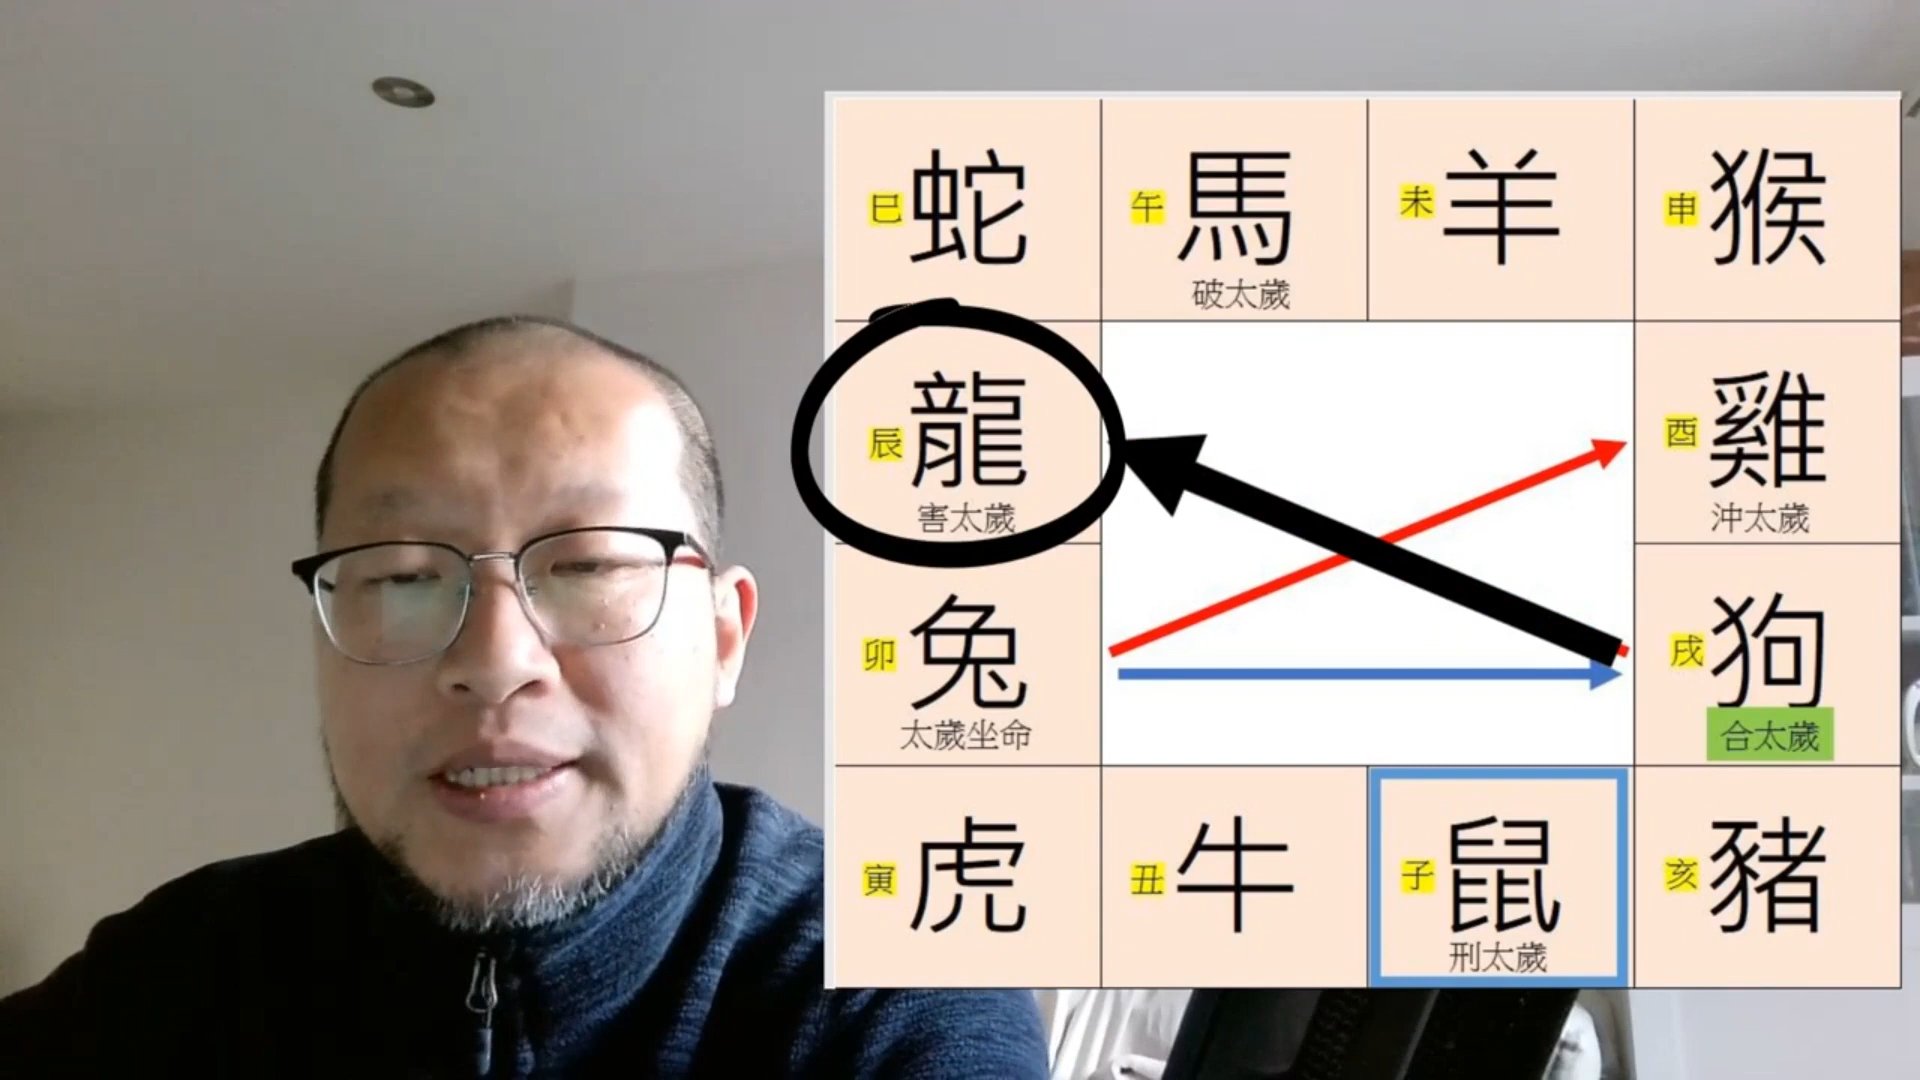 巳 蛇
午 馬
破太歲
未 羊
申 猴
辰 龍
害太歲
酉 雞
沖太歲
卯 兔
太歲坐命
戌 狗
合太歲
寅 虎
丑 牛
子 鼠
刑太歲
亥 豬